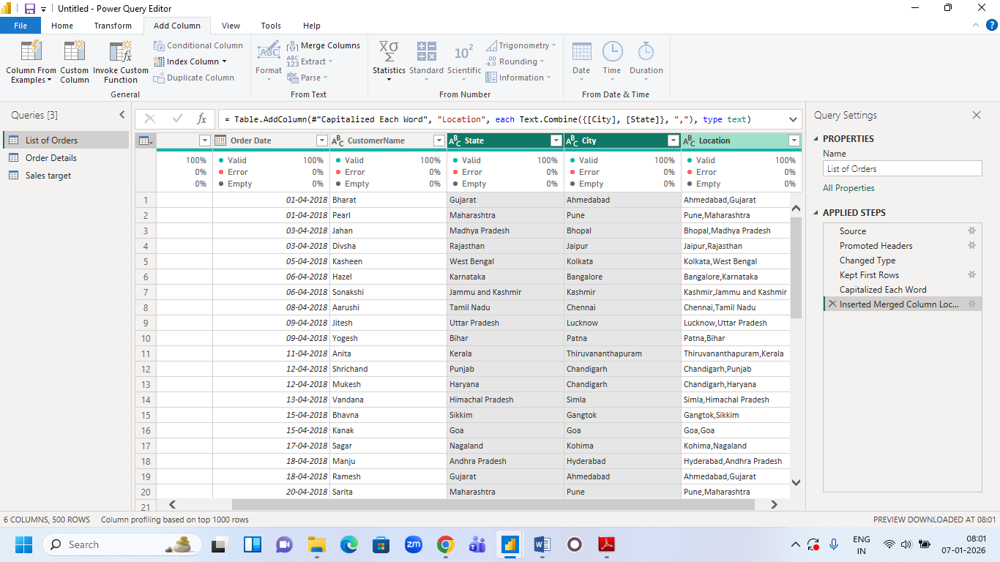 Untitled - Power Query Editor
File Home Transform Add Column View Tools Help
Column From Examples
Custom Column
Invoke Custom Function
Conditional Column
Index Column
Duplicate Column
General
Format
Merge Columns
Extract
Parse
From Text
Statistics
Standard
Scientific
Trigonometry
Rounding
Information
From Number
Date
Time
Duration
From Date & Time
Queries [3]
List of Orders
Order Details
Sales target
= Table.AddColumn(#"Capitalized Each Word", "Location", each Text.Combine({[City], [State]}, ","), type text)
Order Date CustomerName State City Location
100% Valid 100% Valid 100% Valid 100% Valid 100% Valid 100%
0% Error 0% Error 0% Error 0% Error 0% Error 0%
0% Empty 0% Empty 0% Empty 0% Empty 0% Empty 0%
1 01-04-2018 Bharat Gujarat Ahmedabad Ahmedabad,Gujarat
2 01-04-2018 Pearl Maharashtra Pune Pune,Maharashtra
3 03-04-2018 Jahan Madhya Pradesh Bhopal Bhopal,Madhya Pradesh
4 03-04-2018 Divsha Rajasthan Jaipur Jaipur,Rajasthan
5 05-04-2018 Kasheen West Bengal Kolkata Kolkata,West Bengal
6 06-04-2018 Hazel Karnataka Bangalore Bangalore,Karnataka
7 06-04-2018 Sonakshi Jammu and Kashmir Kashmir Kashmir,Jammu and Kashmir
8 08-04-2018 Aarushi Tamil Nadu Chennai Chennai,Tamil Nadu
9 09-04-2018 Jitesh Uttar Pradesh Lucknow Lucknow,Uttar Pradesh
10 09-04-2018 Yogesh Bihar Patna Patna,Bihar
11 11-04-2018 Anita Kerala Thiruvananthapuram Thiruvananthapuram,Kerala
12 12-04-2018 Shrichand Punjab Chandigarh Chandigarh,Punjab
13 12-04-2018 Mukesh Haryana Chandigarh Chandigarh,Haryana
14 13-04-2018 Vandana Himachal Pradesh Simla Simla,Himachal Pradesh
15 15-04-2018 Bhavna Sikkim Gangtok Gangtok,Sikkim
16 15-04-2018 Kanak Goa Goa Goa,Goa
17 17-04-2018 Sagar Nagaland Kohima Kohima,Nagaland
18 18-04-2018 Manju Andhra Pradesh Hyderabad Hyderabad,Andhra Pradesh
19 18-04-2018 Ramesh Gujarat Ahmedabad Ahmedabad,Gujarat
20 20-04-2018 Sarita Maharashtra Pune Pune,Maharashtra
21
Query Settings
PROPERTIES
Name
List of Orders
All Properties
APPLIED STEPS
Source
Promoted Headers
Changed Type
Kept First Rows
Capitalized Each Word
Inserted Merged Column Loc...
6 COLUMNS, 500 ROWS Column profiling based on top 1000 rows PREVIEW DOWNLOADED AT 08:01
Search
zm
ENG
IN
08:01
07-01-2026